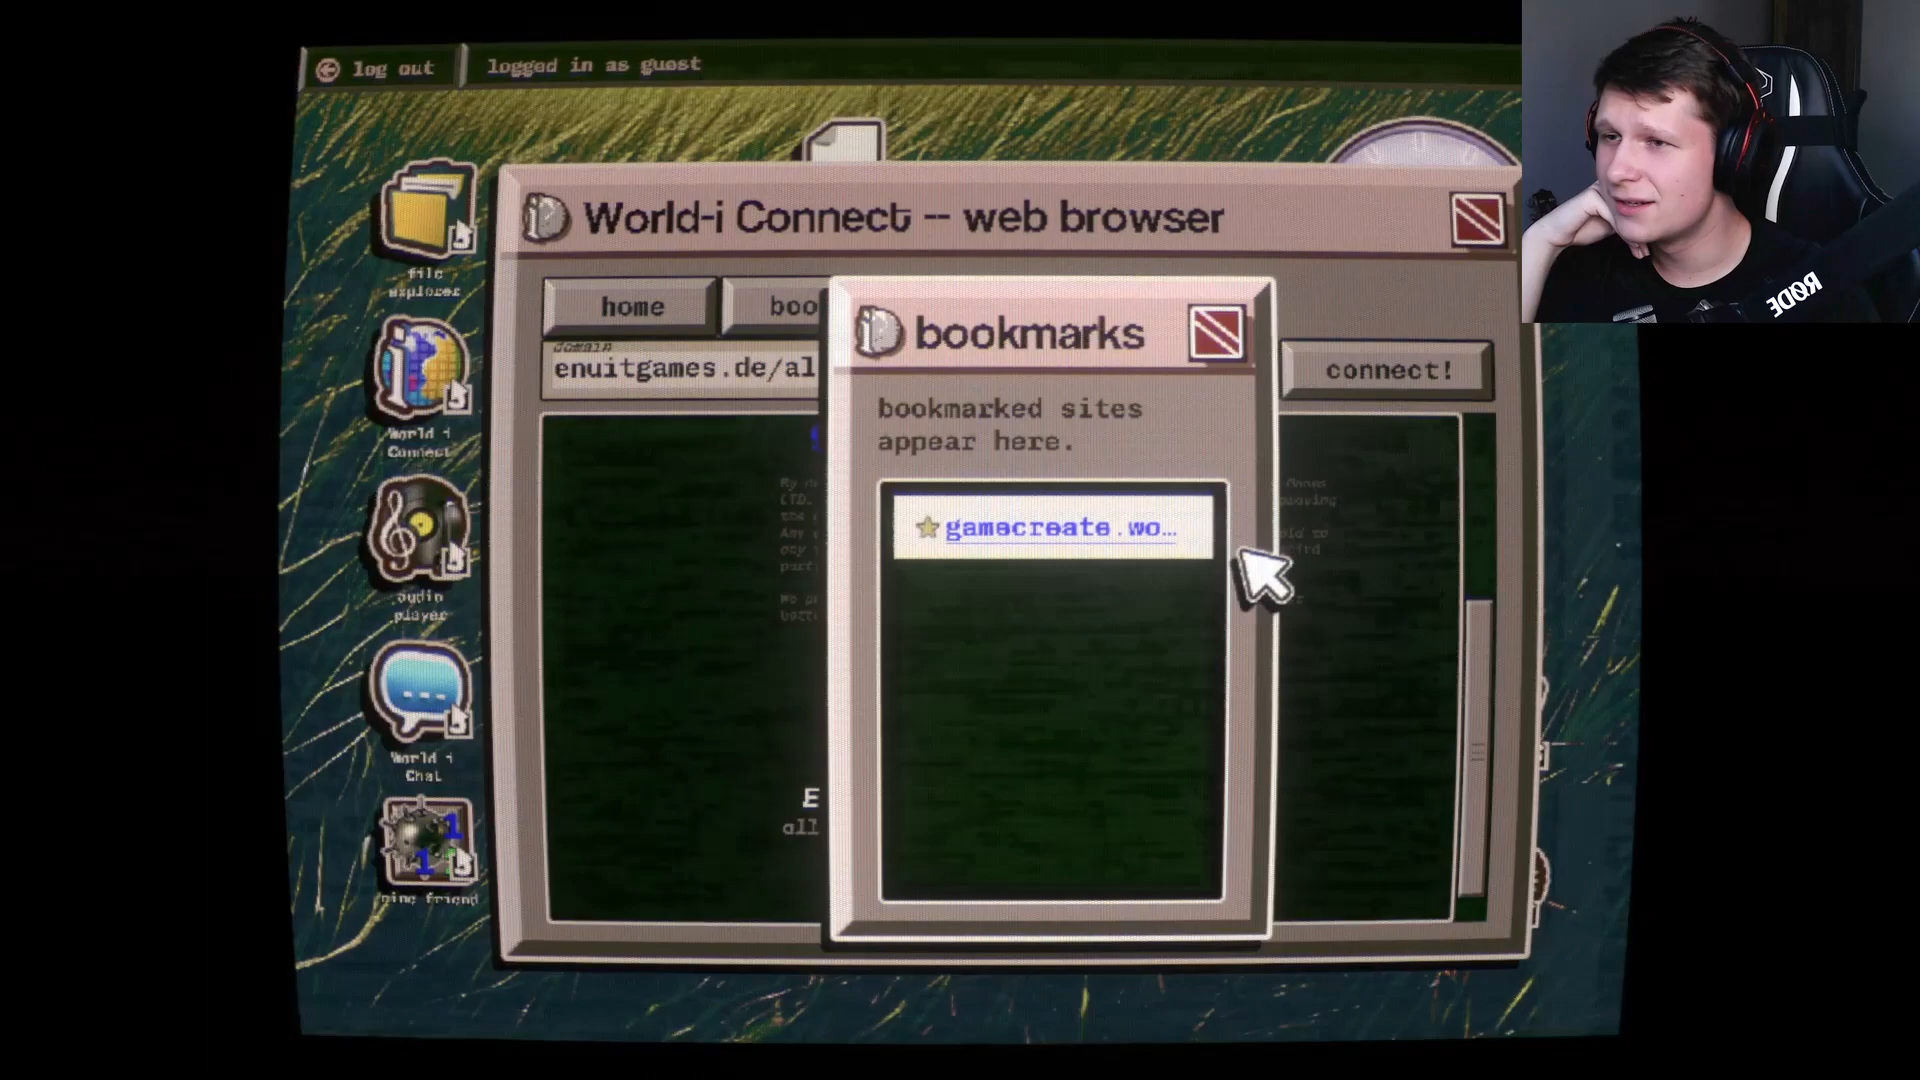 log out
logged in as guest
World-i Connect -- web browser
home
boo
domain
enuitgames.de/al
connect!
bookmarks
bookmarked sites
appear here.
gamecreate.wo…
file
explorer
World i
Connect
audio
player
World i
Chat
mine friend
all
RØDE